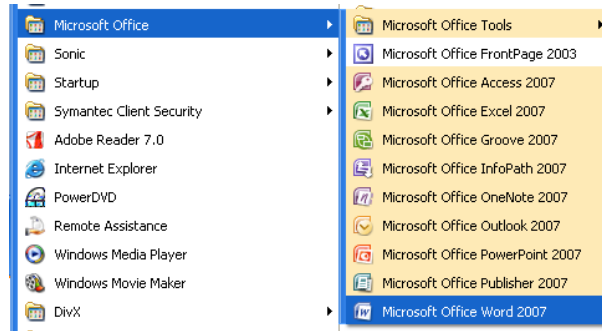 Microsoft Office
Sonic
Startup
Symantec Client Security
Adobe Reader 7.0
Internet Explorer
PowerDVD
Remote Assistance
Windows Media Player
Windows Movie Maker
DivX
Microsoft Office Tools
Microsoft Office FrontPage 2003
Microsoft Office Access 2007
Microsoft Office Excel 2007
Microsoft Office Groove 2007
Microsoft Office InfoPath 2007
Microsoft Office OneNote 2007
Microsoft Office Outlook 2007
Microsoft Office PowerPoint 2007
Microsoft Office Publisher 2007
Microsoft Office Word 2007